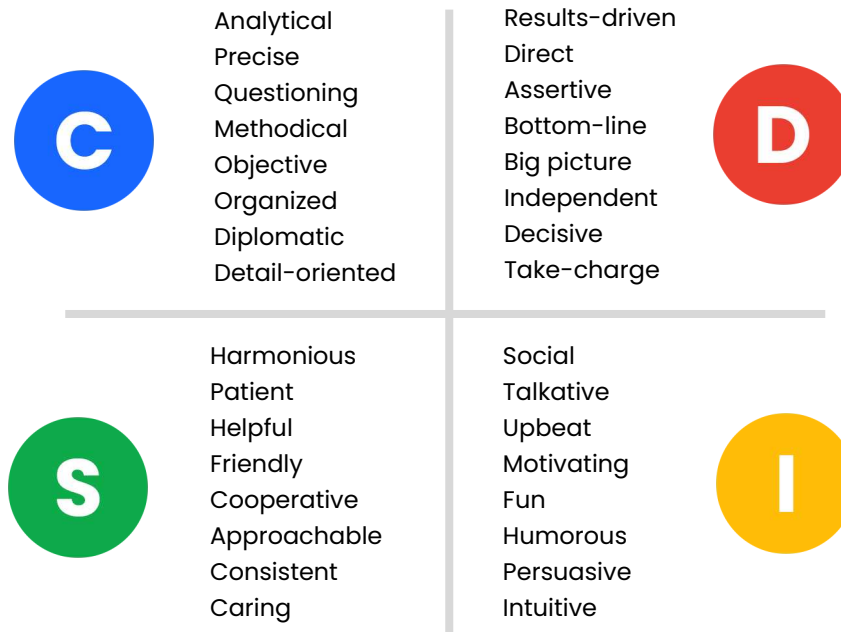 C
Analytical
Precise
Questioning
Methodical
Objective
Organized
Diplomatic
Detail-oriented
D
Results-driven
Direct
Assertive
Bottom-line
Big picture
Independent
Decisive
Take-charge
S
Harmonious
Patient
Helpful
Friendly
Cooperative
Approachable
Consistent
Caring
I
Social
Talkative
Upbeat
Motivating
Fun
Humorous
Persuasive
Intuitive